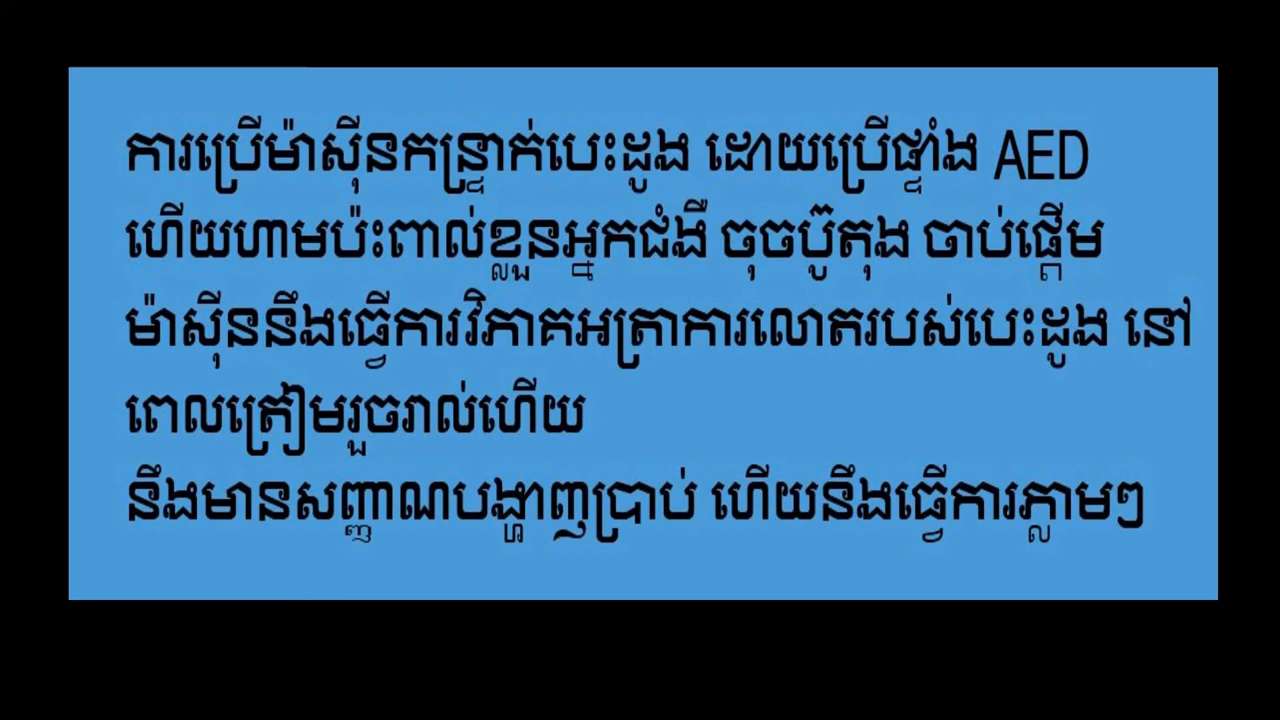 ការប្រើម៉ាស៊ីនកន្ត្រាក់បេះដូង ដោយប្រើផ្ទាំង AED
ហើយហាមប៉ះពាល់ខ្លួនអ្នកជំងឺ ចុចប៊ូតុង ចាប់ផ្តើម
ម៉ាស៊ីននឹងធ្វើការវិភាគអត្រាការលោតរបស់បេះដូង នៅ
ពេលត្រៀមរួចរាល់ហើយ
នឹងមានសញ្ញាណបង្ហាញប្រាប់ ហើយនឹងធ្វើការភ្លាមៗ